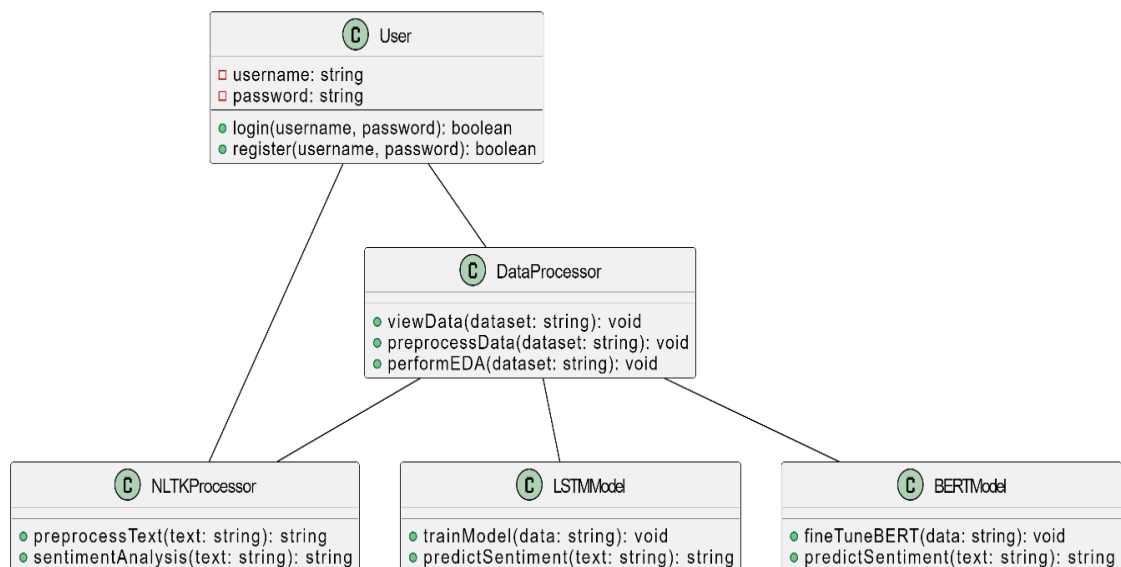 C User
username: string
password: string
login(username, password): boolean
register(username, password): boolean
C DataProcessor
viewData(dataset: string): void
preprocessData(dataset: string): void
performEDA(dataset: string): void
C NLTKProcessor
preprocessText(text: string): string
sentimentAnalysis(text: string): string
C LSTMModel
trainModel(data: string): void
predictSentiment(text: string): string
C BERTModel
fineTuneBERT(data: string): void
predictSentiment(text: string): string